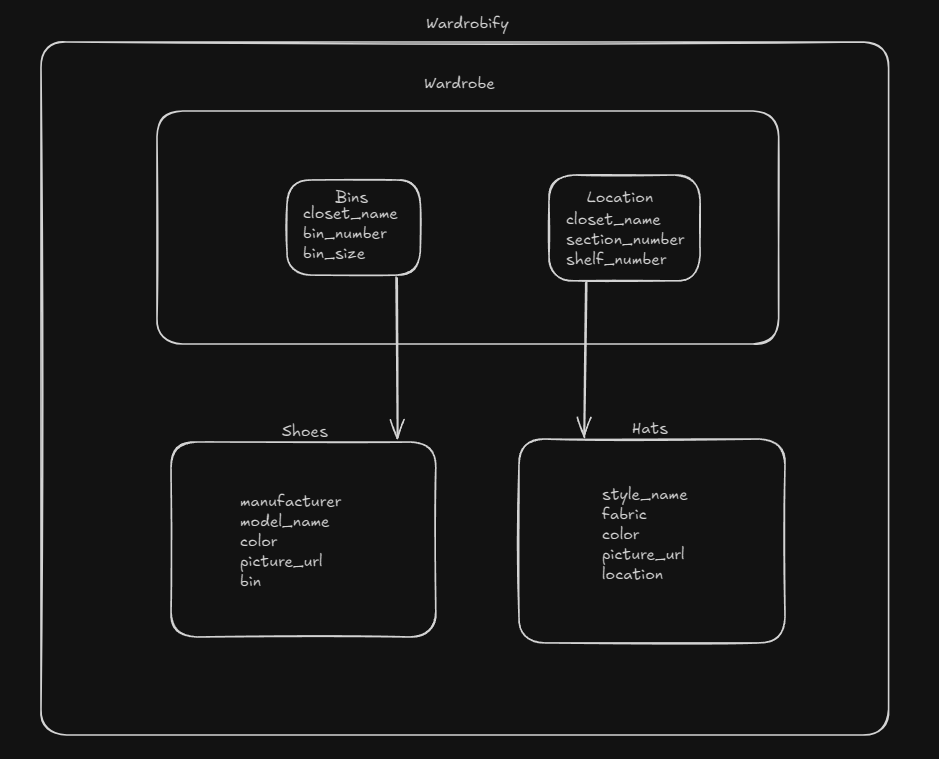 Wardrobify
Wardrobe
Bins
closet_name
bin_number
bin_size
Location
closet_name
section_number
shelf_number
Shoes
manufacturer
model_name
color
picture_url
bin
Hats
style_name
fabric
color
picture_url
location